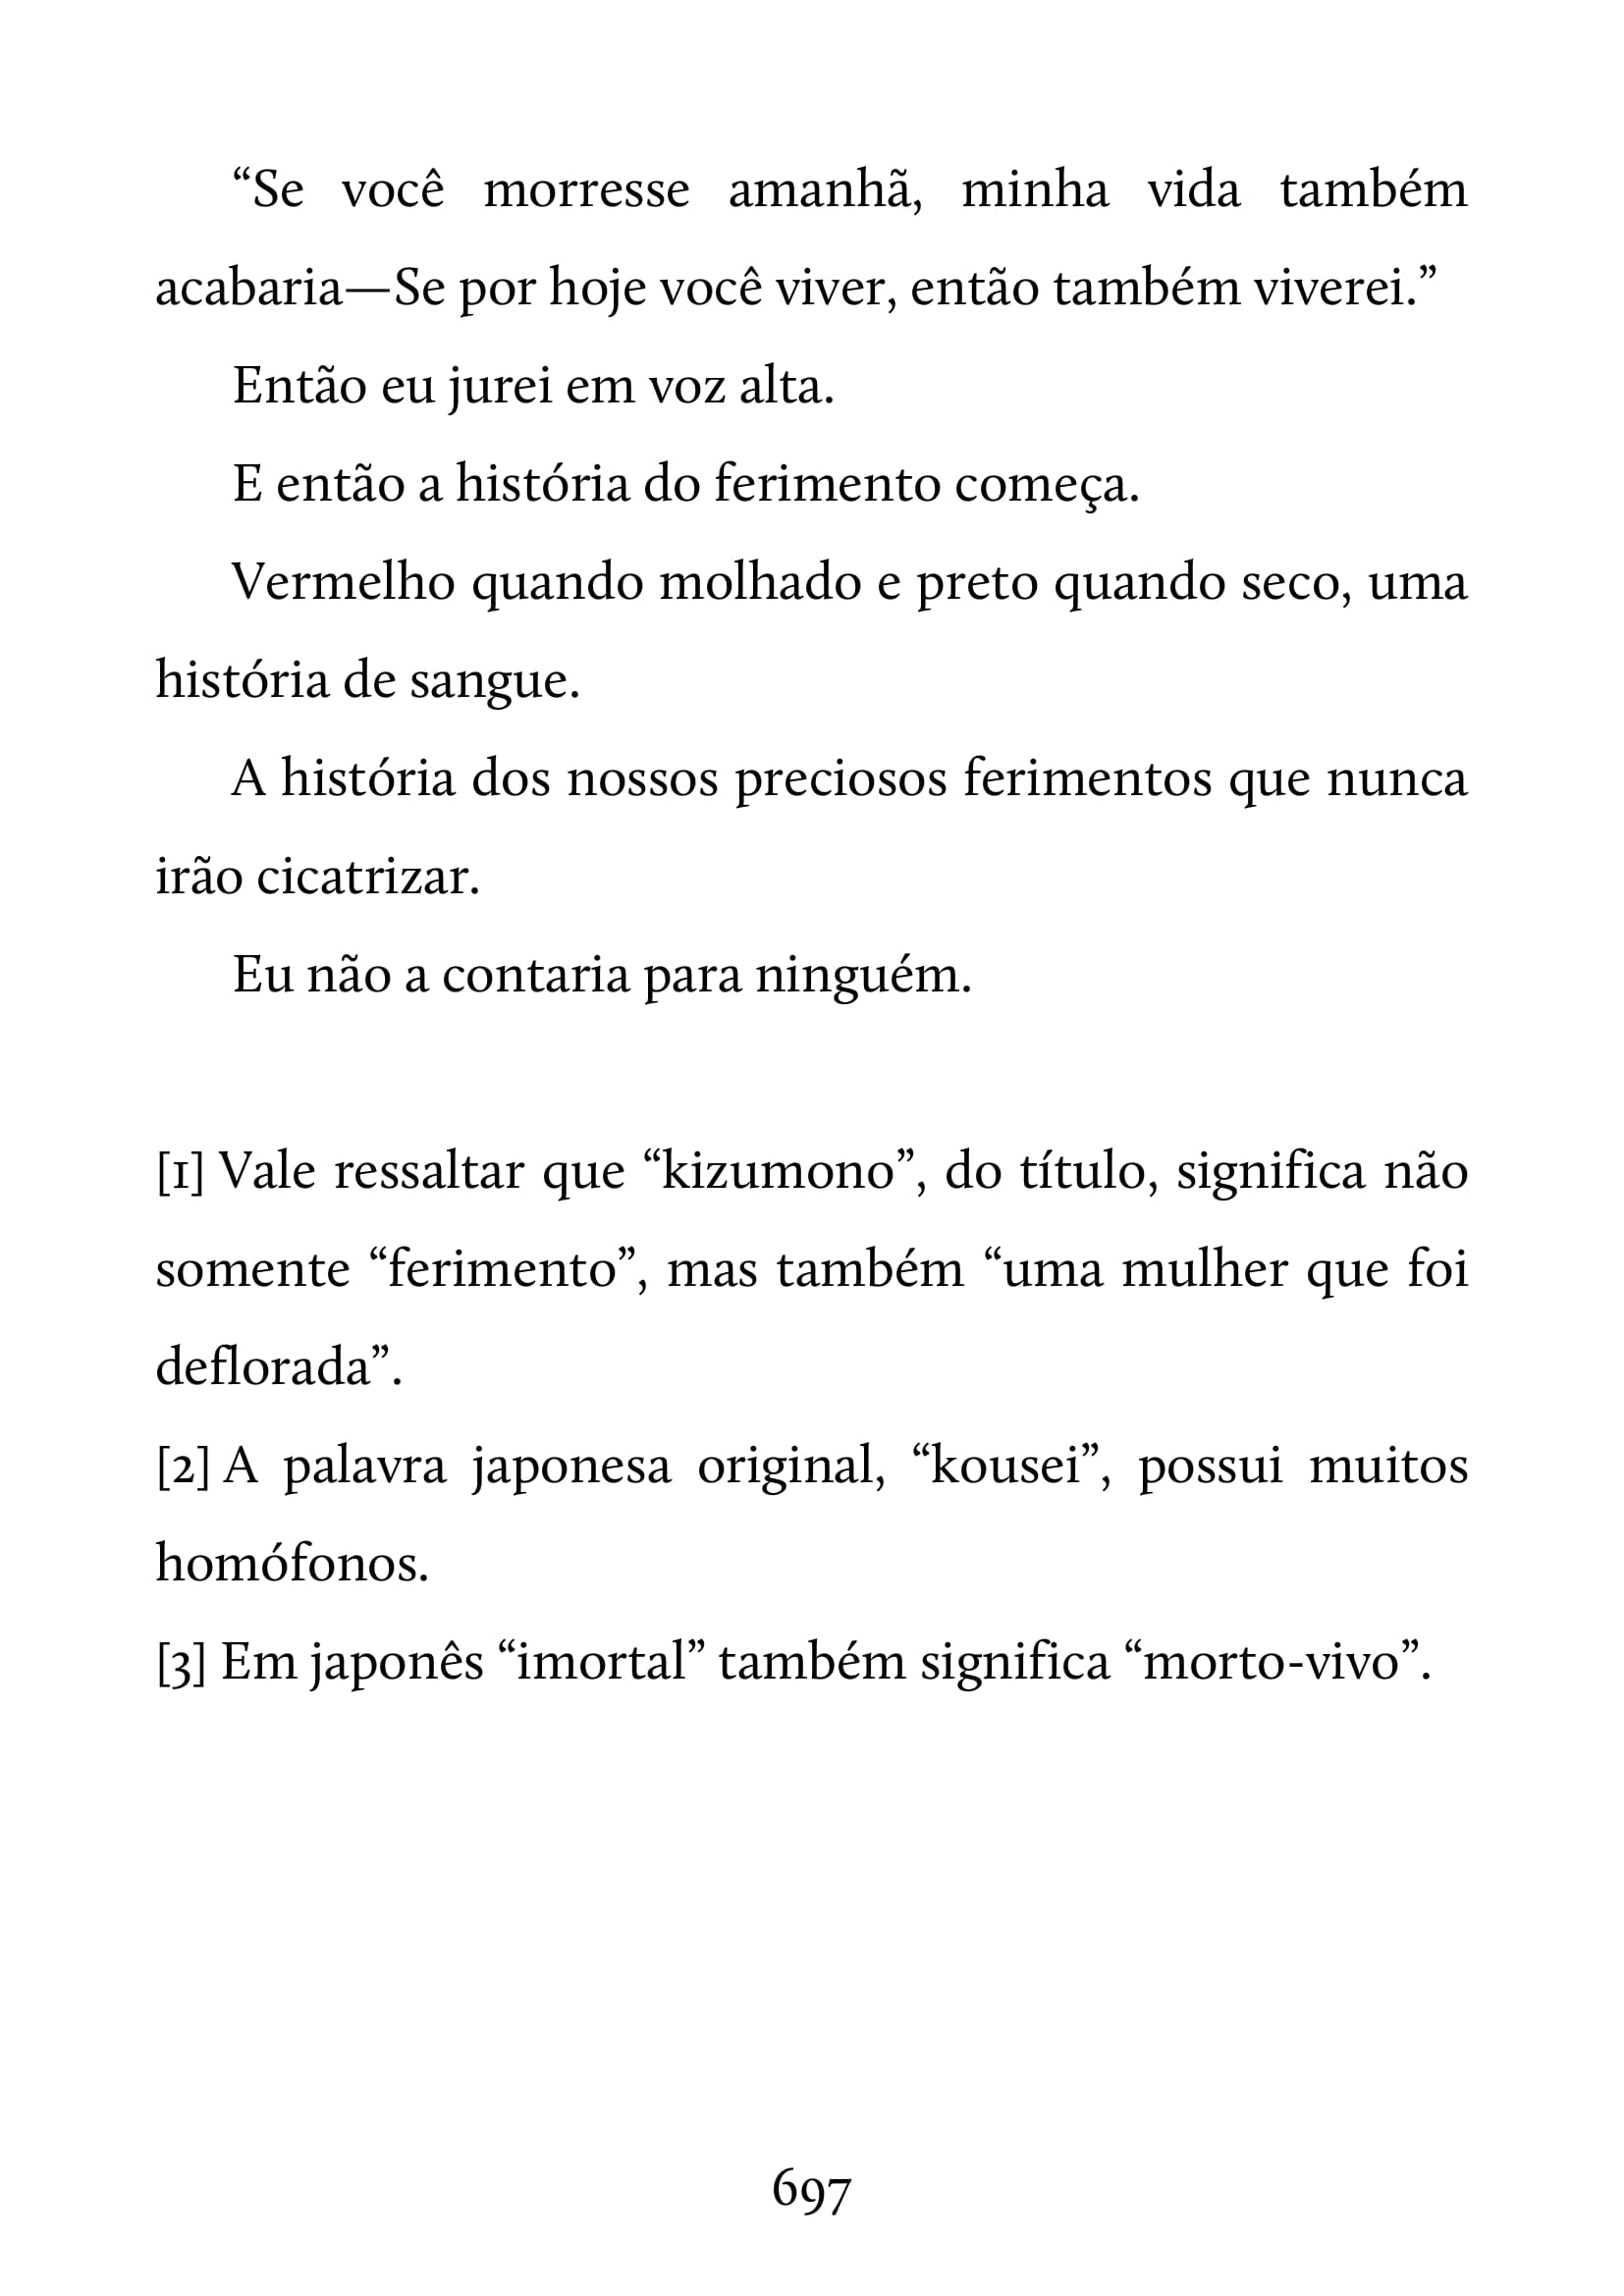 “Se você morresse amanhã, minha vida também
acabaria—Se por hoje você viver, então também viverei.”
Então eu jurei em voz alta.
E então a história do ferimento começa.
Vermelho quando molhado e preto quando seco, uma
história de sangue.
A história dos nossos preciosos ferimentos que nunca
irão cicatrizar.
Eu não a contaria para ninguém.
[1] Vale ressaltar que “kizumono”, do título, significa não
somente “ferimento”, mas também “uma mulher que foi
deflorada”.
[2] A palavra japonesa original, “kousei”, possui muitos
homófonos.
[3] Em japonês “imortal” também significa “morto-vivo”.
697